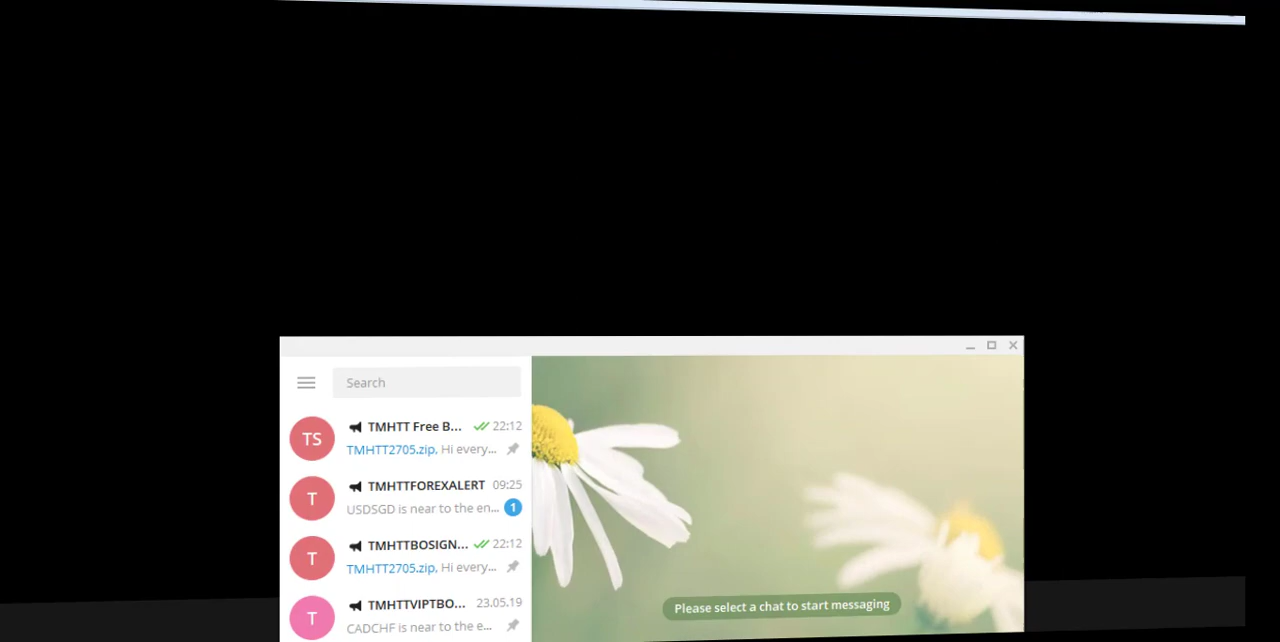 Search
TS
TMHTT Free B... 22:12
TMHTT2705.zip, Hi every...
T
TMHTTFOREXALERT 09:25
USDSGD is near to the en... 1
T
TMHTTBOSIGN... 22:12
TMHTT2705.zip, Hi every...
T
TMHTTVIPTBO... 23.05.19
CADCHF is near to the e...
Please select a chat to start messaging